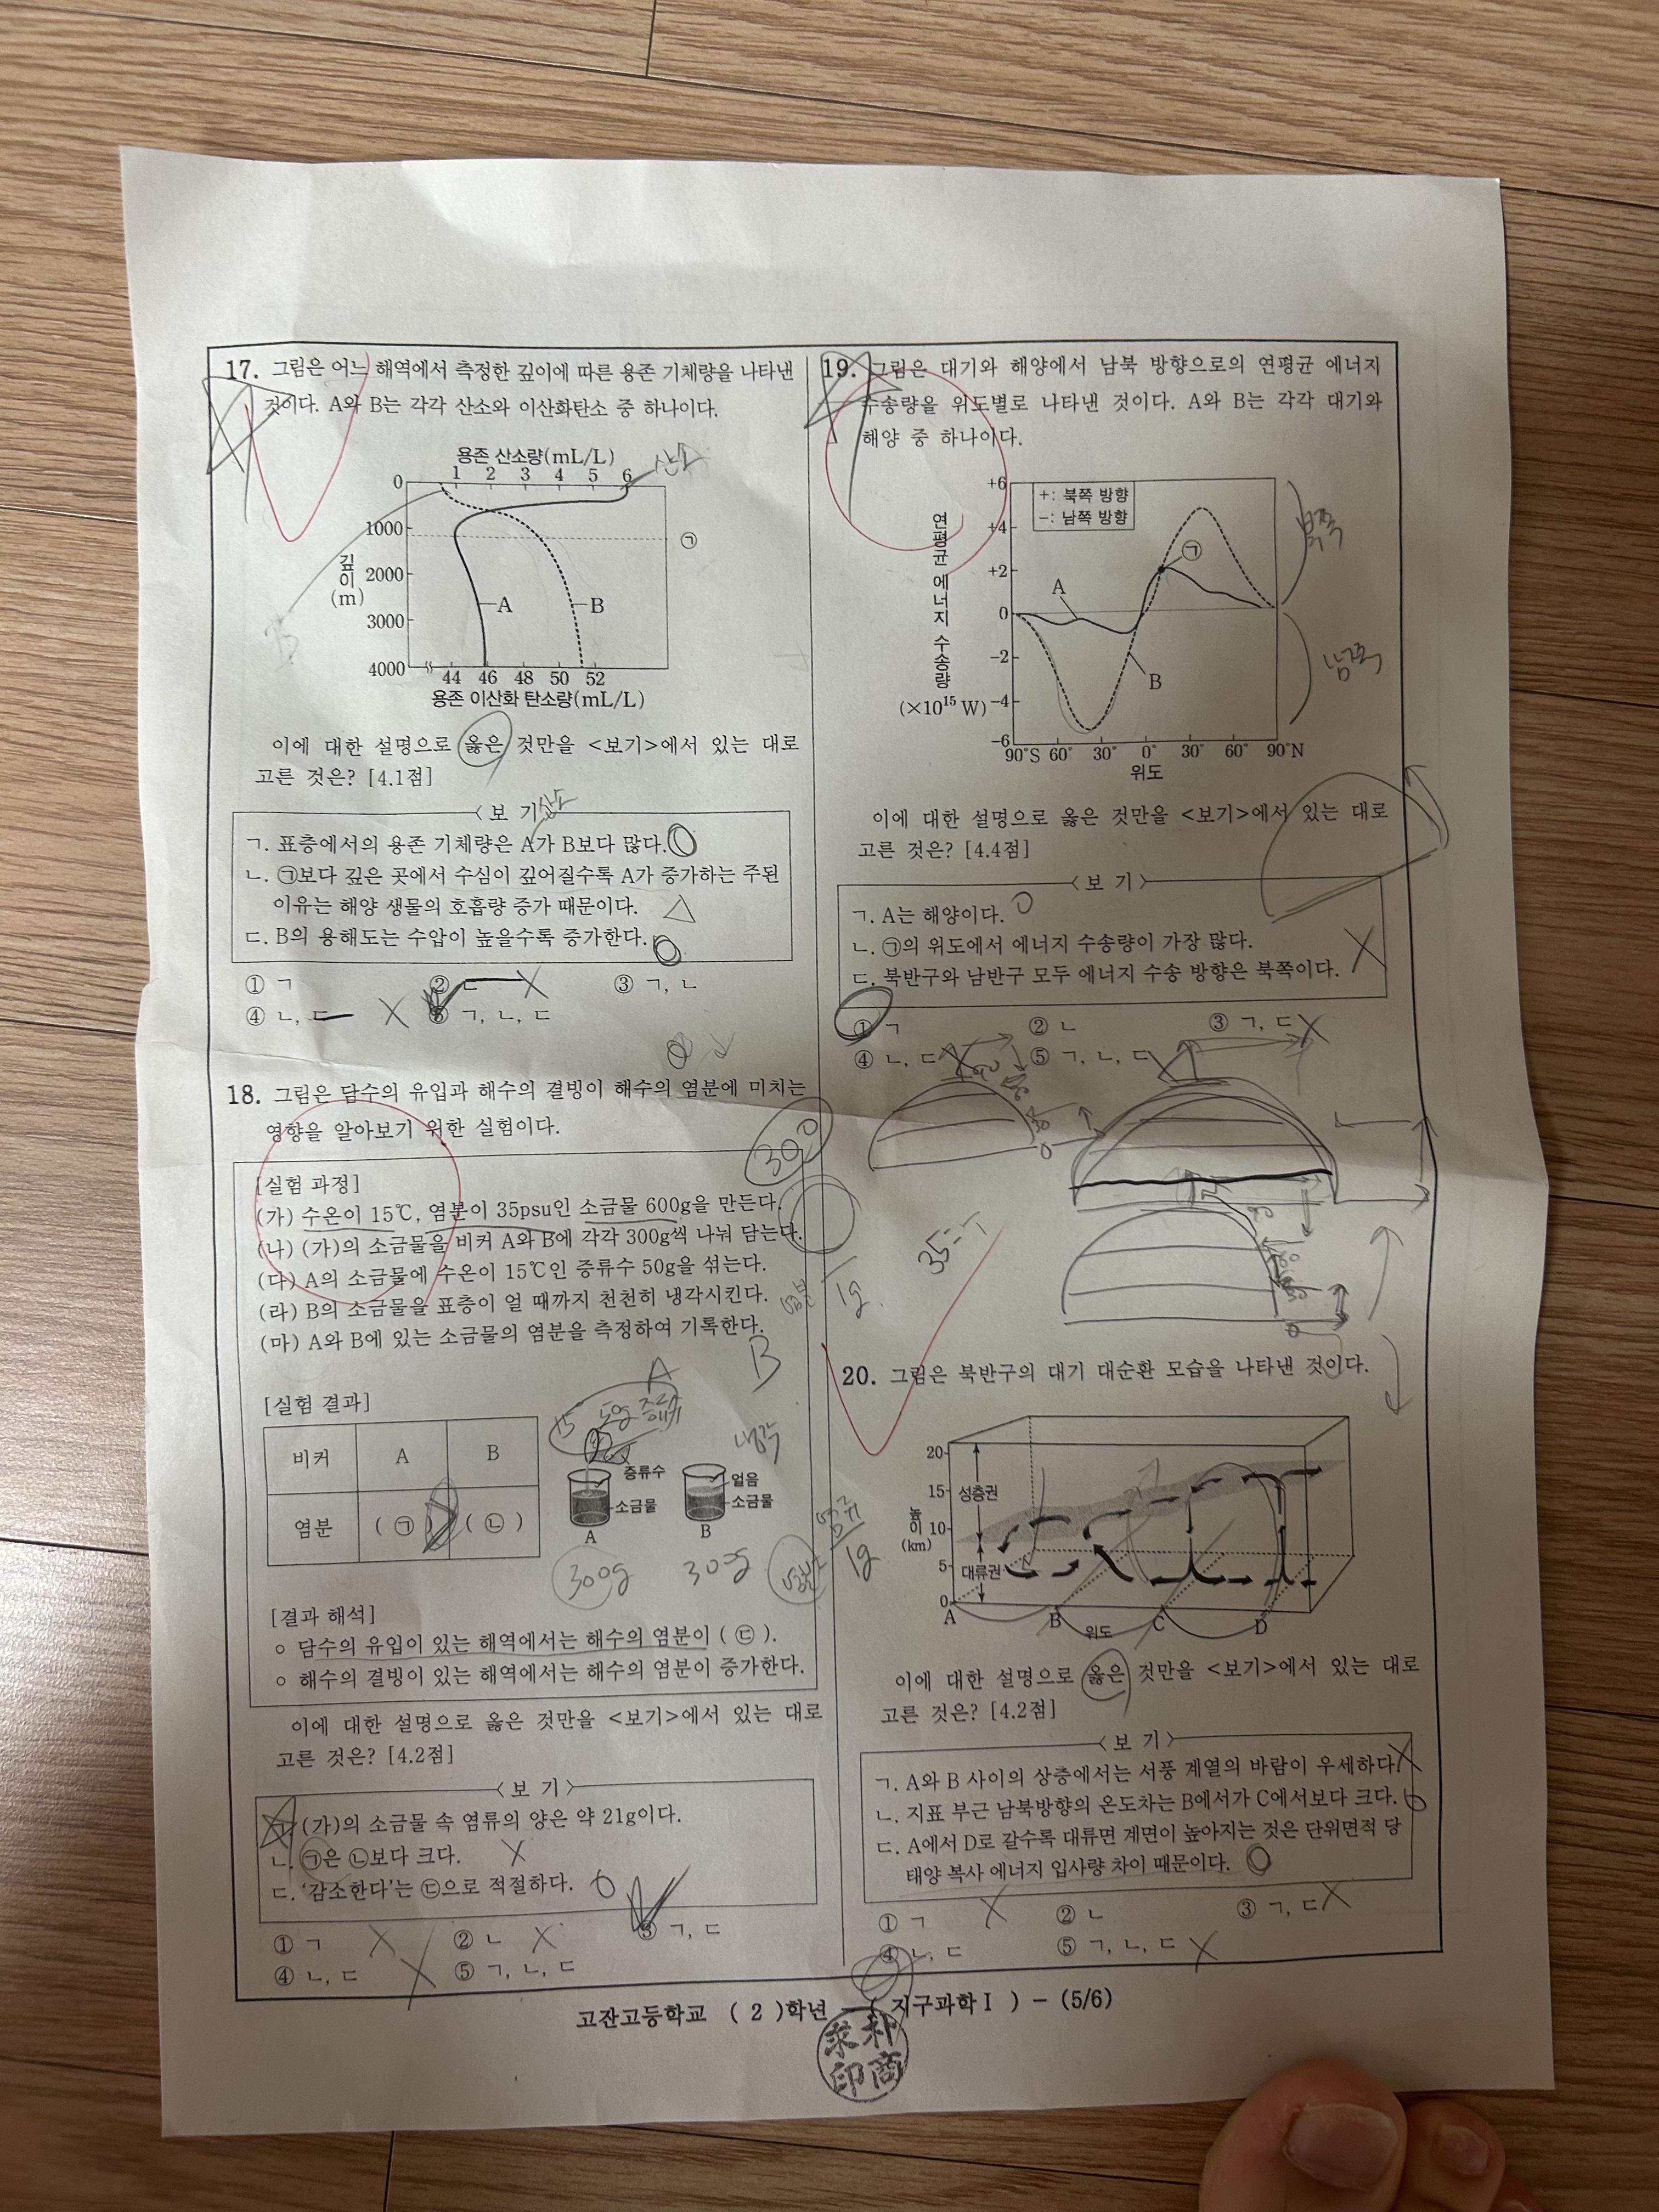 17. 그림은 어느 해역에서 측정한 깊이에 따른 용존 기체량을 나타낸
것이다. A와 B는 각각 산소와 이산화탄소 중 하나이다.
용존 산소량(mL/L)
1 2 3 4 5 6
산소
0
1000
2000
3000
4000
깊이
(m)
㉠
A
B
44 46 48 50 52
용존 이산화 탄소량(mL/L)
이에 대한 설명으로 옳은 것만을 <보기>에서 있는 대로
고른 것은? [4.1점]
<보 기>
산소
ㄱ. 표층에서의 용존 기체량은 A가 B보다 많다.
ㄴ. ㉠보다 깊은 곳에서 수심이 깊어질수록 A가 증가하는 주된
이유는 해양 생물의 호흡량 증가 때문이다.
ㄷ. B의 용해도는 수압이 높을수록 증가한다.
① ㄱ ② ㄷ ③ ㄱ, ㄴ
④ ㄴ, ㄷ ⑤ ㄱ, ㄴ, ㄷ
18. 그림은 담수의 유입과 해수의 결빙이 해수의 염분에 미치는
영향을 알아보기 위한 실험이다.
300
[실험 과정]
(가) 수온이 15℃, 염분이 35psu인 소금물 600g을 만든다.
(나) (가)의 소금물을 비커 A와 B에 각각 300g씩 나눠 담는다.
(다) A의 소금물에 수온이 15℃인 증류수 50g을 섞는다.
(라) B의 소금물을 표층이 얼 때까지 천천히 냉각시킨다.
(마) A와 B에 있는 소금물의 염분을 측정하여 기록한다.
[실험 결과]
비커 A B
염분 ( ㉠ ) ( ㉡ )
A
B
15
50g
냉각
증류수
소금물
A
얼음
소금물
B
300g
300g
1g
[결과 해석]
○ 담수의 유입이 있는 해역에서는 해수의 염분이 ( ㉢ ).
○ 해수의 결빙이 있는 해역에서는 해수의 염분이 증가한다.
이에 대한 설명으로 옳은 것만을 <보기>에서 있는 대로
고른 것은? [4.2점]
<보 기>
ㄱ. (가)의 소금물 속 염류의 양은 약 21g이다.
ㄴ. ㉠은 ㉡보다 크다.
ㄷ. ‘감소한다’는 ㉢으로 적절하다.
① ㄱ ② ㄴ ③ ㄱ, ㄷ
④ ㄴ, ㄷ ⑤ ㄱ, ㄴ, ㄷ
19. 그림은 대기와 해양에서 남북 방향으로의 연평균 에너지
수송량을 위도별로 나타낸 것이다. A와 B는 각각 대기와
해양 중 하나이다.
연평균 에너지 수송량
(×10¹⁵ W)
+6
+4
+2
0
−2
−4
−6
+: 북쪽 방향
−: 남쪽 방향
㉠
A
B
북쪽
남쪽
90°S 60° 30° 0° 30° 60° 90°N
위도
이에 대한 설명으로 옳은 것만을 <보기>에서 있는 대로
고른 것은? [4.4점]
<보 기>
ㄱ. A는 해양이다.
ㄴ. ㉠의 위도에서 에너지 수송량이 가장 많다.
ㄷ. 북반구와 남반구 모두 에너지 수송 방향은 북쪽이다.
① ㄱ ② ㄴ ③ ㄱ, ㄷ
④ ㄴ, ㄷ ⑤ ㄱ, ㄴ, ㄷ
1g
20. 그림은 북반구의 대기 대순환 모습을 나타낸 것이다.
20
15
10
5
0
높이
(km)
성층권
대류권
A B 위도 C D
이에 대한 설명으로 옳은 것만을 <보기>에서 있는 대로
고른 것은? [4.2점]
<보 기>
ㄱ. A와 B 사이의 상층에서는 서풍 계열의 바람이 우세하다.
ㄴ. 지표 부근 남북방향의 온도차는 B에서가 C에서보다 크다.
ㄷ. A에서 D로 갈수록 대류면 계면이 높아지는 것은 단위면적 당
태양 복사 에너지 입사량 차이 때문이다.
① ㄱ ② ㄴ ③ ㄱ, ㄷ
④ ㄴ, ㄷ ⑤ ㄱ, ㄴ, ㄷ
고잔고등학교 ( 2 )학년 - ( 지구과학Ⅰ ) - (5/6)